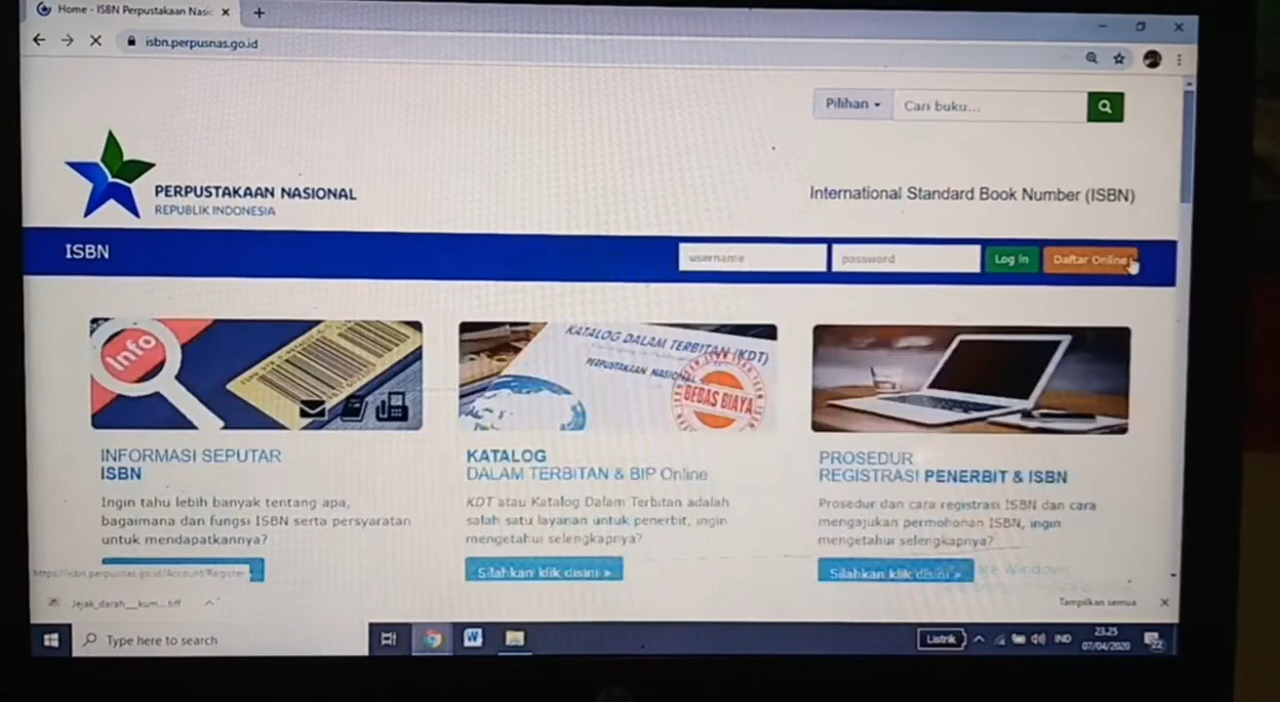 Home - ISBN Perpustakaan Nasic
isbn.perpusnas.go.id
Pilihan
Cari buku...
PERPUSTAKAAN NASIONAL
REPUBLIK INDONESIA
International Standard Book Number (ISBN)
ISBN
username
password
Log in
Daftar Online
Info
KATALOG DALAM TERBITAN (KDT)
PERPUSTAKAAN NASIONAL
BEBAS BIAYA
INFORMASI SEPUTAR
ISBN
Ingin tahu lebih banyak tentang apa,
bagaimana dan fungsi ISBN serta persyaratan
untuk mendapatkannya?
KATALOG
DALAM TERBITAN & BIP Online
KDT atau Katalog Dalam Terbitan adalah
salah satu layanan untuk penerbit, ingin
mengetahui selengkapnya?
Silahkan klik disini »
PROSEDUR
REGISTRASI PENERBIT & ISBN
Prosedur dan cara registrasi ISBN dan cara
mengajukan permohonan ISBN, ingin
mengetahui selengkapnya?
Silahkan klik disini »
Windows
https://isbn.perpusnas.go.id/Account/Register
Jejak_darah__kum....tiff
Tampilkan semua
Type here to search
Listrik
IND
23.25
07/04/2020
22